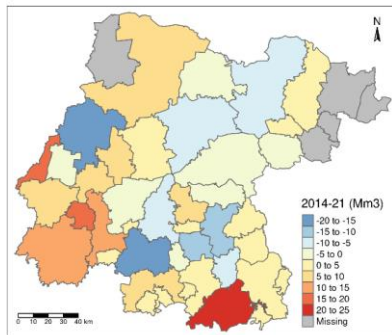 N
2014-21 (Mm3)
-20 to -15
-15 to -10
-10 to -5
-5 to 0
0 to 5
5 to 10
10 to 15
15 to 20
20 to 25
Missing
0 10 20 30 40 km